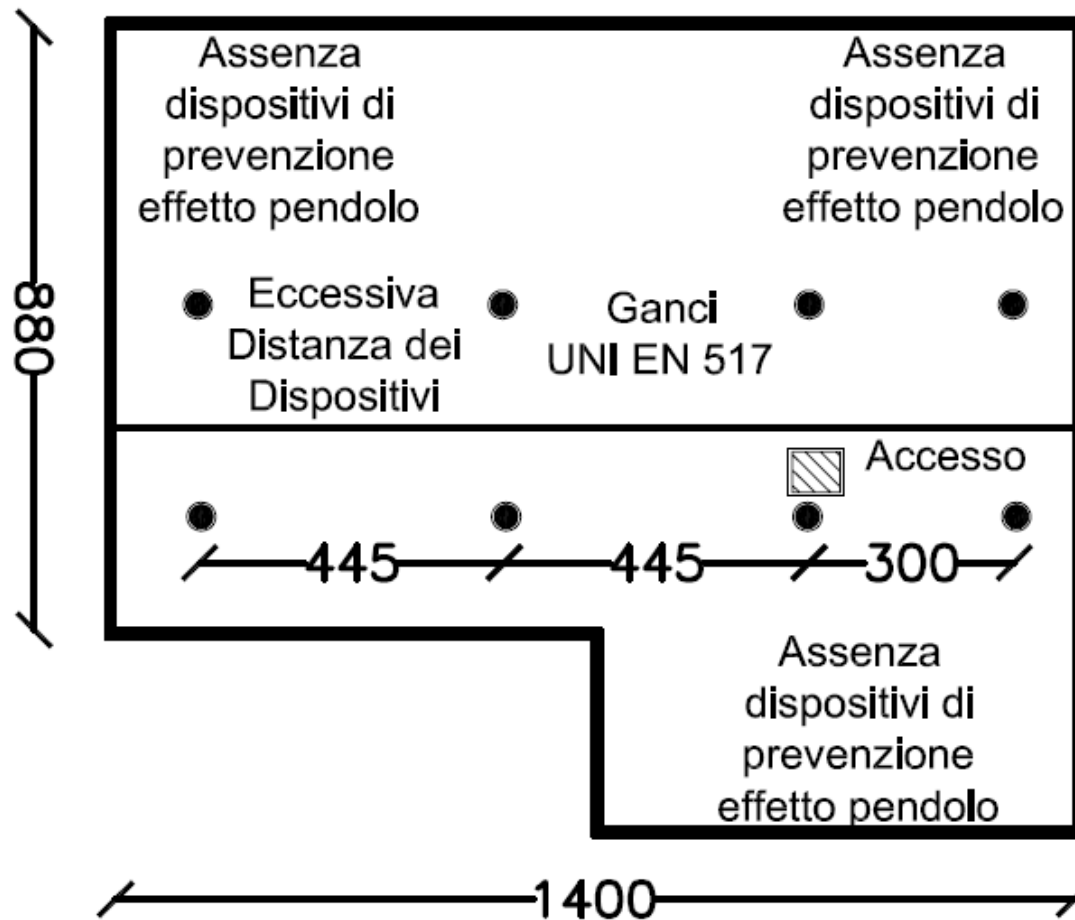 Assenza
dispositivi di
prevenzione
effetto pendolo
Assenza
dispositivi di
prevenzione
effetto pendolo
880
Eccessiva
Distanza dei
Dispositivi
Ganci
UNI EN 517
Accesso
445
445
300
Assenza
dispositivi di
prevenzione
effetto pendolo
1400